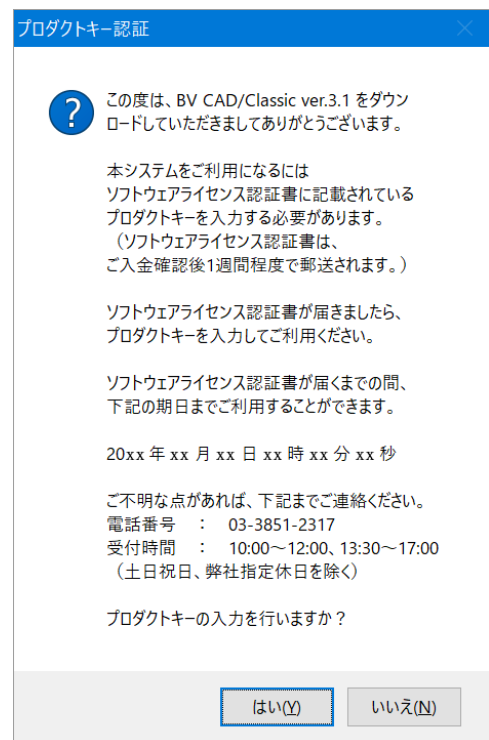 プロダクトキー認証
この度は、BV CAD/Classic ver.3.1 をダウン
ロードしていただきましてありがとうございます。
本システムをご利用になるには
ソフトウェアライセンス認証書に記載されている
プロダクトキーを入力する必要があります。
（ソフトウェアライセンス認証書は、
ご入金確認後1週間程度で郵送されます。）
ソフトウェアライセンス認証書が届きましたら、
プロダクトキーを入力してご利用ください。
ソフトウェアライセンス認証書が届くまでの間、
下記の期日までご利用することができます。
20xx 年 xx 月 xx 日 xx 時 xx 分 xx 秒
ご不明な点があれば、下記までご連絡ください。
電話番号 ： 03-3851-2317
受付時間 ： 10:00～12:00、13:30～17:00
（土日祝日、弊社指定休日を除く）
プロダクトキーの入力を行いますか？
はい(Y) いいえ(N)